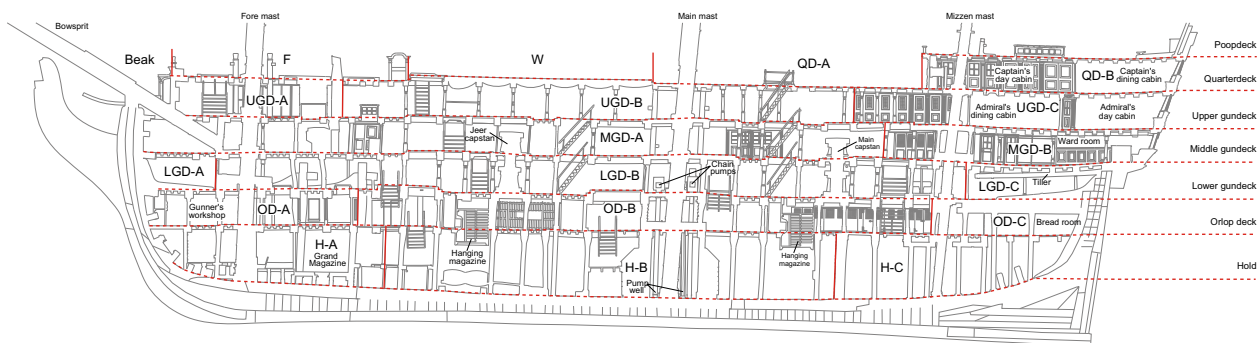 Bowsprit
Fore mast
Main mast
Mizzen mast
Beak
F
W
QD-A
Poopdeck
Captain's
day cabin
QD-B
Captain's
dining cabin
Quarterdeck
UGD-A
UGD-B
Admiral's
dining cabin
UGD-C
Admiral's
day cabin
Upper gundeck
Jeer
capstan
MGD-A
Main
capstan
MGD-B
Ward room
Middle gundeck
LGD-A
LGD-B
Chain
pumps
LGD-C
Tiller
Lower gundeck
Gunner's
workshop
OD-A
OD-B
OD-C
Bread room
Orlop deck
H-A
Grand
Magazine
Hanging
magazine
H-B
Pump
well
Hanging
magazine
H-C
Hold